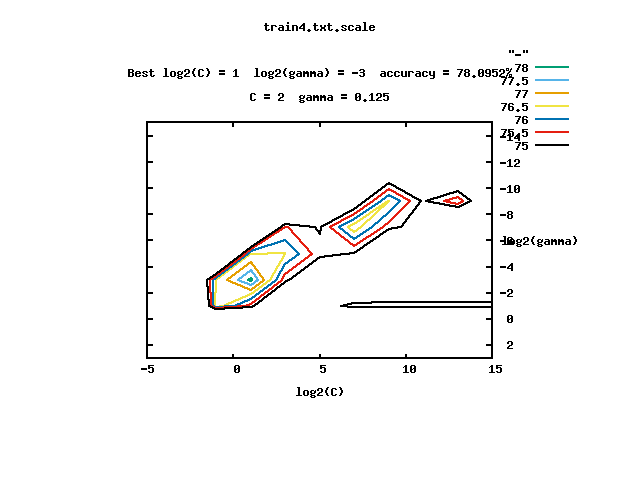 train4.txt.scale
"-"
78
Best log2(C) = 1 log2(gamma) = -3 accuracy = 78.0952%
77.5
77
C = 2 gamma = 0.125
76.5
76
75.5
-14
75
-12
-10
-8
-6
log2(gamma)
-4
-2
0
2
-5 0 5 10 15
log2(C)